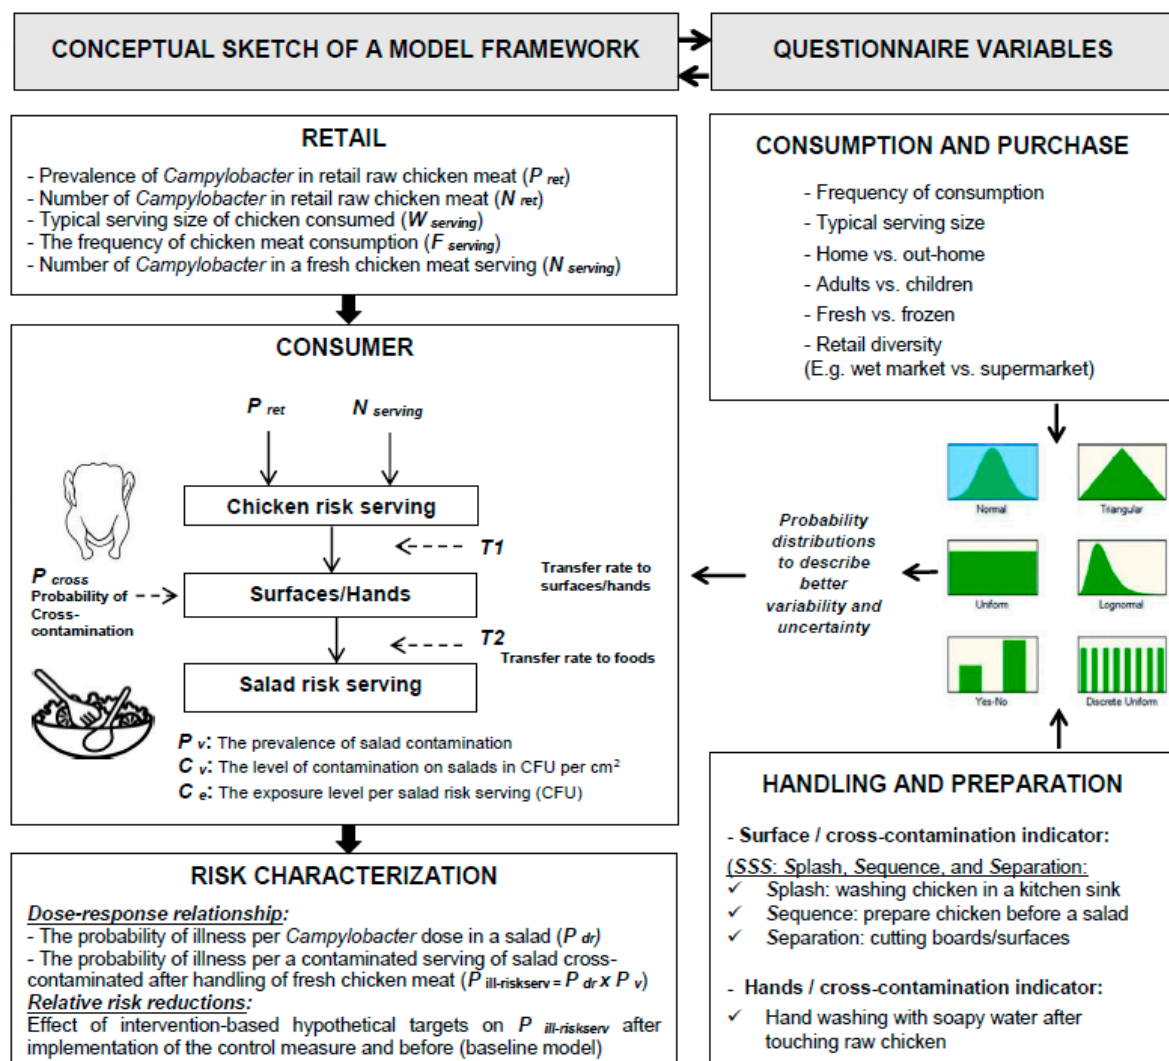 CONCEPTUAL SKETCH OF A MODEL FRAMEWORK
QUESTIONNAIRE VARIABLES
RETAIL
- Prevalence of Campylobacter in retail raw chicken meat (P ret)
- Number of Campylobacter in retail raw chicken meat (N ret)
- Typical serving size of chicken consumed (W serving)
- The frequency of chicken meat consumption (F serving)
- Number of Campylobacter in a fresh chicken meat serving (N serving)
CONSUMER
P ret
N serving
Chicken risk serving
T1
Transfer rate to
surfaces/hands
P cross
Probability of
Cross-
contamination
Surfaces/Hands
T2
Transfer rate to foods
Salad risk serving
P v: The prevalence of salad contamination
C v: The level of contamination on salads in CFU per cm²
C e: The exposure level per salad risk serving (CFU)
RISK CHARACTERIZATION
Dose-response relationship:
- The probability of illness per Campylobacter dose in a salad (P dr)
- The probability of illness per a contaminated serving of salad cross-
contaminated after handling of fresh chicken meat (P ill-riskserv = P dr x P v)
Relative risk reductions:
Effect of intervention-based hypothetical targets on P ill-riskserv after
implementation of the control measure and before (baseline model)
CONSUMPTION AND PURCHASE
- Frequency of consumption
- Typical serving size
- Home vs. out-home
- Adults vs. children
- Fresh vs. frozen
- Retail diversity
(E.g. wet market vs. supermarket)
Probability
distributions
to describe
better
variability and
uncertainty
Normal
Triangular
Uniform
Lognormal
Yes-No
Discrete Uniform
HANDLING AND PREPARATION
- Surface / cross-contamination indicator:
(SSS: Splash, Sequence, and Separation:
✓ Splash: washing chicken in a kitchen sink
✓ Sequence: prepare chicken before a salad
✓ Separation: cutting boards/surfaces
- Hands / cross-contamination indicator:
✓ Hand washing with soapy water after
touching raw chicken